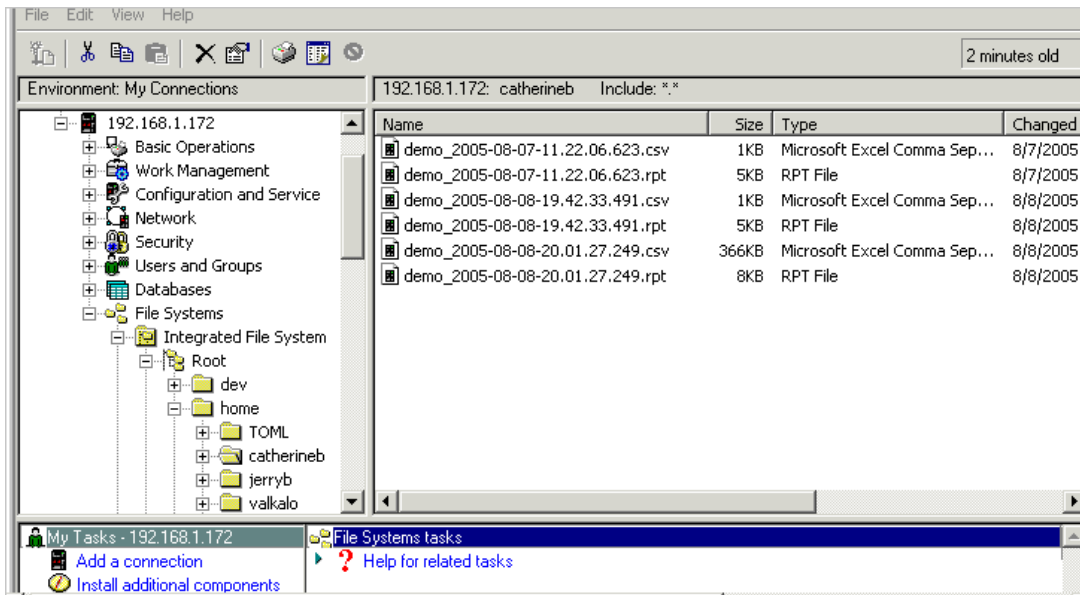 File Edit View Help
2 minutes old
Environment: My Connections
192.168.1.172: catherineb Include: *.*
192.168.1.172
Basic Operations
Work Management
Configuration and Service
Network
Security
Users and Groups
Databases
File Systems
Integrated File System
Root
dev
home
TOML
catherineb
jerryb
valkalo
Name Size Type Changed
demo_2005-08-07-11.22.06.623.csv 1KB Microsoft Excel Comma Sep... 8/7/2005
demo_2005-08-07-11.22.06.623.rpt 5KB RPT File 8/7/2005
demo_2005-08-08-19.42.33.491.csv 1KB Microsoft Excel Comma Sep... 8/8/2005
demo_2005-08-08-19.42.33.491.rpt 5KB RPT File 8/8/2005
demo_2005-08-08-20.01.27.249.csv 366KB Microsoft Excel Comma Sep... 8/8/2005
demo_2005-08-08-20.01.27.249.rpt 8KB RPT File 8/8/2005
My Tasks - 192.168.1.172
Add a connection
Install additional components
File Systems tasks
Help for related tasks